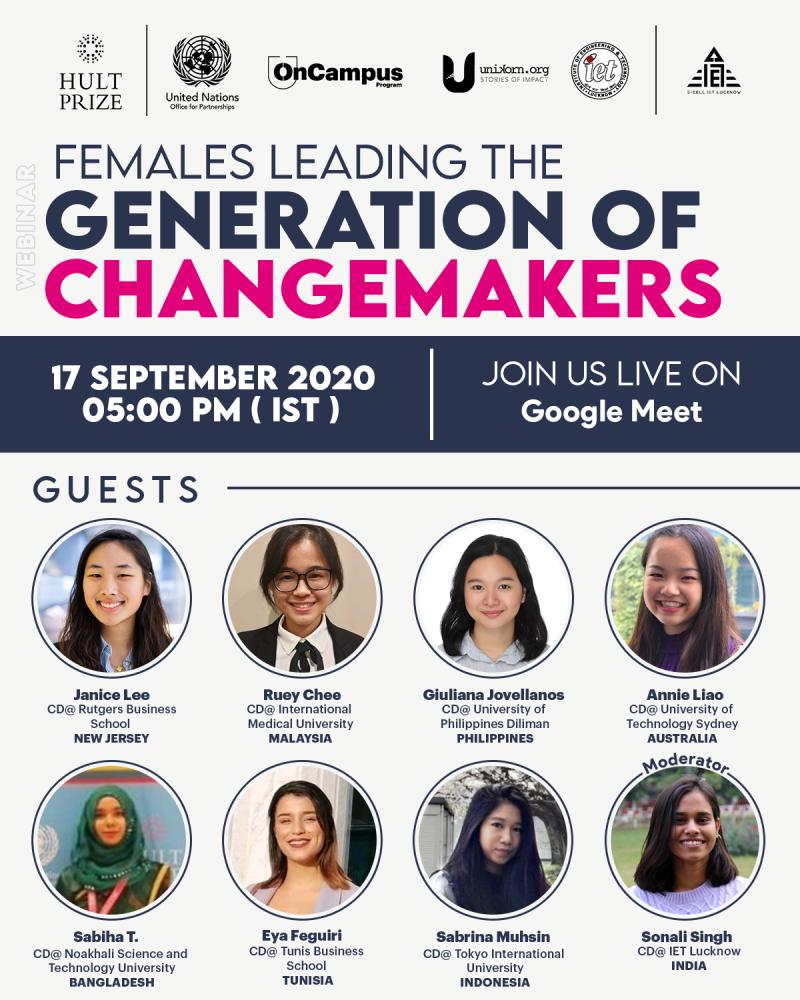 HULT
PRIZE
United Nations
Office for Partnerships
OnCampus
Program
unixorn.org
STORIES OF IMPACT
iet
E-CELL IET LUCKNOW
WEBINAR
FEMALES LEADING THE
GENERATION OF
CHANGEMAKERS
17 SEPTEMBER 2020
05:00 PM ( IST )
JOIN US LIVE ON
Google Meet
GUESTS
Janice Lee
CD@ Rutgers Business
School
NEW JERSEY
Ruey Chee
CD@ International
Medical University
MALAYSIA
Giuliana Jovellanos
CD@ University of
Philippines Diliman
PHILIPPINES
Annie Liao
CD@ University of
Technology Sydney
AUSTRALIA
Sabiha T.
CD@ Noakhali Science and
Technology University
BANGLADESH
Eya Feguiri
CD@ Tunis Business
School
TUNISIA
Sabrina Muhsin
CD@ Tokyo International
University
INDONESIA
Moderator
Sonali Singh
CD@ IET Lucknow
INDIA